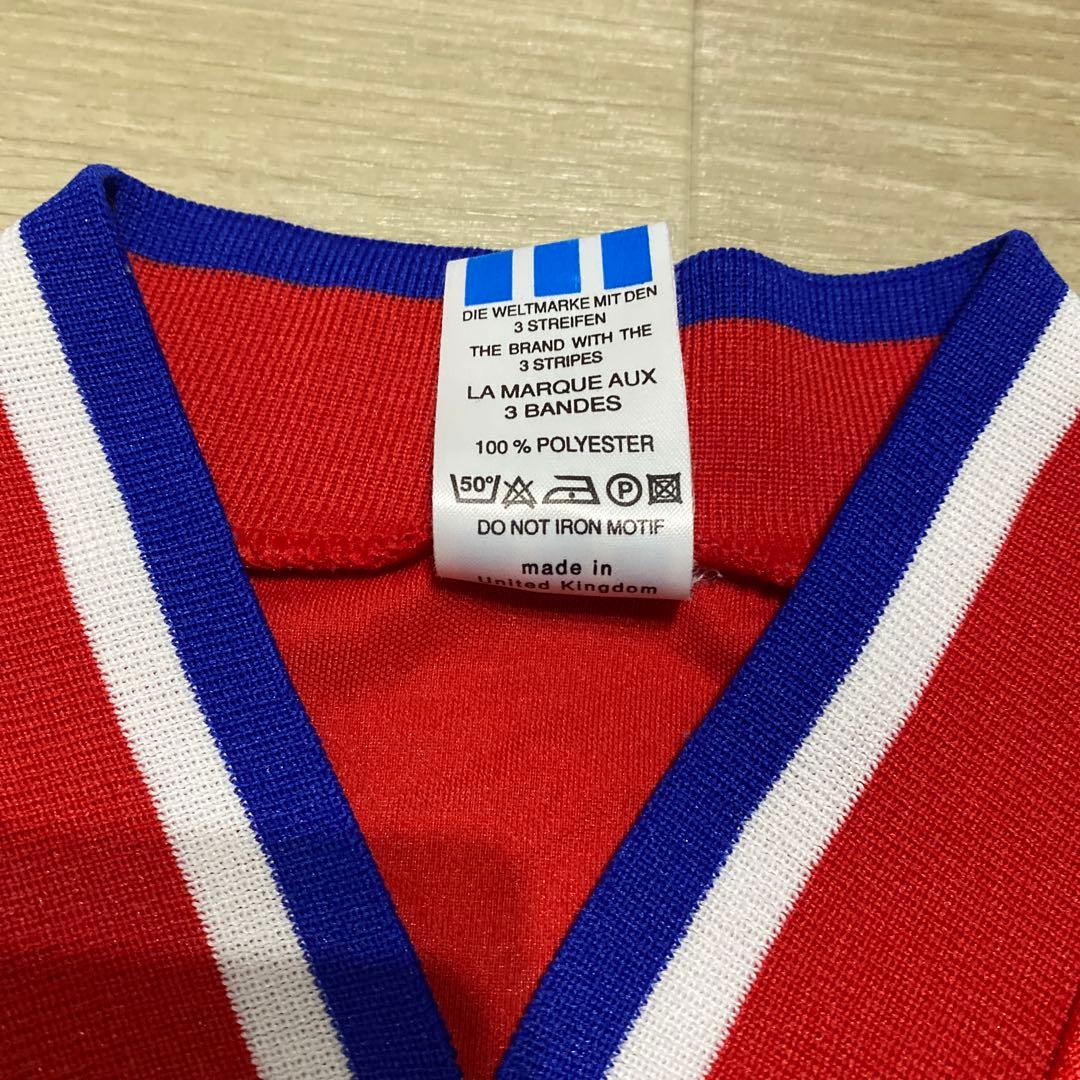 DIE WELTMARKE MIT DEN
3 STREIFEN
THE BRAND WITH THE
3 STRIPES
LA MARQUE AUX
3 BANDES
100 % POLYESTER
50° P
DO NOT IRON MOTIF
made in
United Kingdom